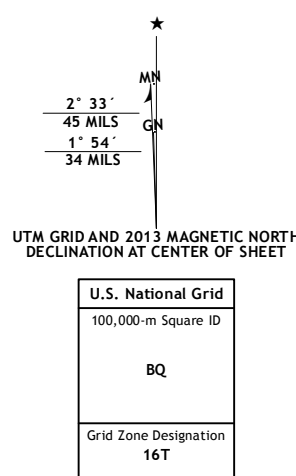 ★
MN
2° 33´
45 MILS
GN
1° 54´
34 MILS
UTM GRID AND 2013 MAGNETIC NORTH
DECLINATION AT CENTER OF SHEET
U.S. National Grid
100,000-m Square ID
BQ
Grid Zone Designation
16T